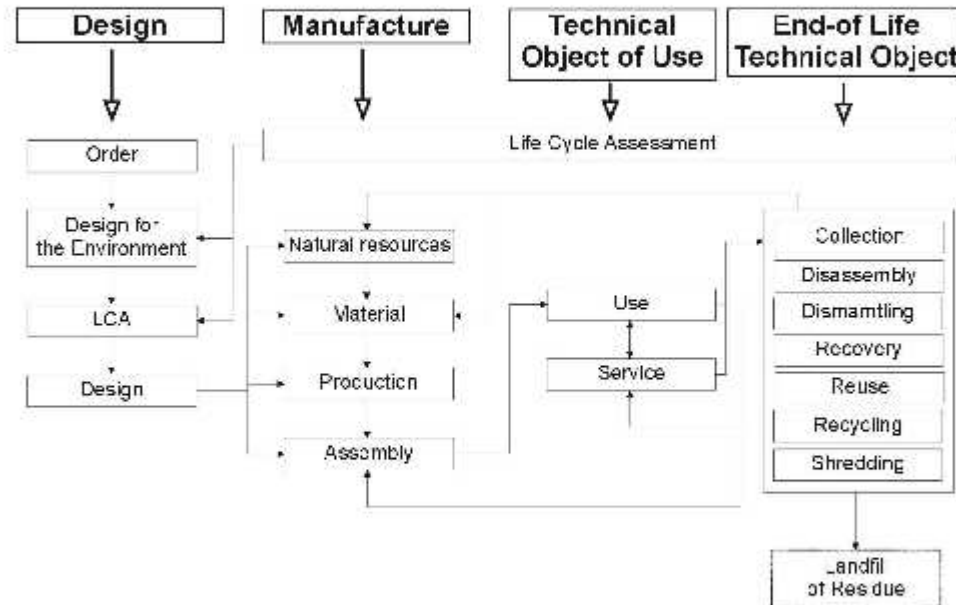 Design
Manufacture
Technical
Object of Use
End-of Life
Technical Object
Life Cycle Assessment
Order
Design for
the Environment
LCA
Design
Natural resources
Material
Production
Assembly
Use
Service
Collection
Disassembly
Dismamtling
Recovery
Reuse
Recycling
Shredding
Landfil
of Residue